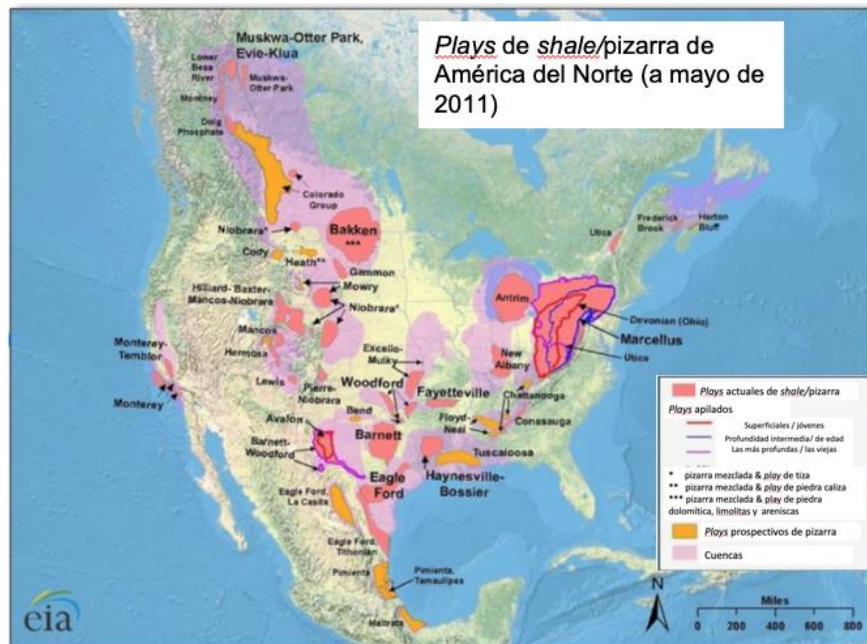 Plays de shale/pizarra de
América del Norte (a mayo de
2011)
Muskwa-Otter Park,
Evie-Klua
Lower
Besa
River
Muskwa-
Otter Park
Montney
Doig
Phosphate
Colorado
Group
Niobrara*
Bakken
***
Cody
Heath**
Gammon
Mowry
Hilliard-Baxter-
Mancos-Niobrara
Niobrara*
Mancos
Hermosa
Monterey-
Temblor
Monterey
Lewis
Pierre-
Niobrara
Excello-
Mulky
Woodford
Fayetteville
Bend
Avalon
Barnett-
Woodford
Barnett
Eagle
Ford
Haynesville-
Bossier
Tuscaloosa
Floyd-
Neal
Conasauga
Chattanooga
New
Albany
Antrim
Devonian (Ohio)
Marcellus
Utica
Utica
Frederick
Brook
Horton
Bluff
Eagle Ford,
La Casita
Eagle Ford,
Tithonian
Pimienta
Pimienta,
Tamaulipas
Maltrata
Plays actuales de shale/pizarra
Plays apilados
Superficiales / jóvenes
Profundidad intermedia/ de edad
Las más profundas / las viejas
* pizarra mezclada & play de tiza
** pizarra mezclada & play de piedra caliza
*** pizarra mezclada & play de piedra
dolomítica, limolitas y areniscas
Plays prospectivos de pizarra
Cuencas
N
Miles
0 200 400 600 800
eia